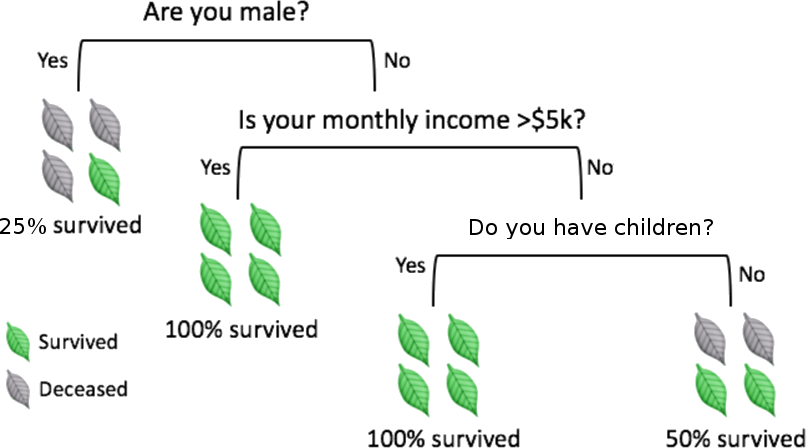 Are you male?
Yes
No
Is your monthly income >$5k?
Yes
No
25% survived
Do you have children?
Yes
No
100% survived
Survived
Deceased
100% survived
50% survived